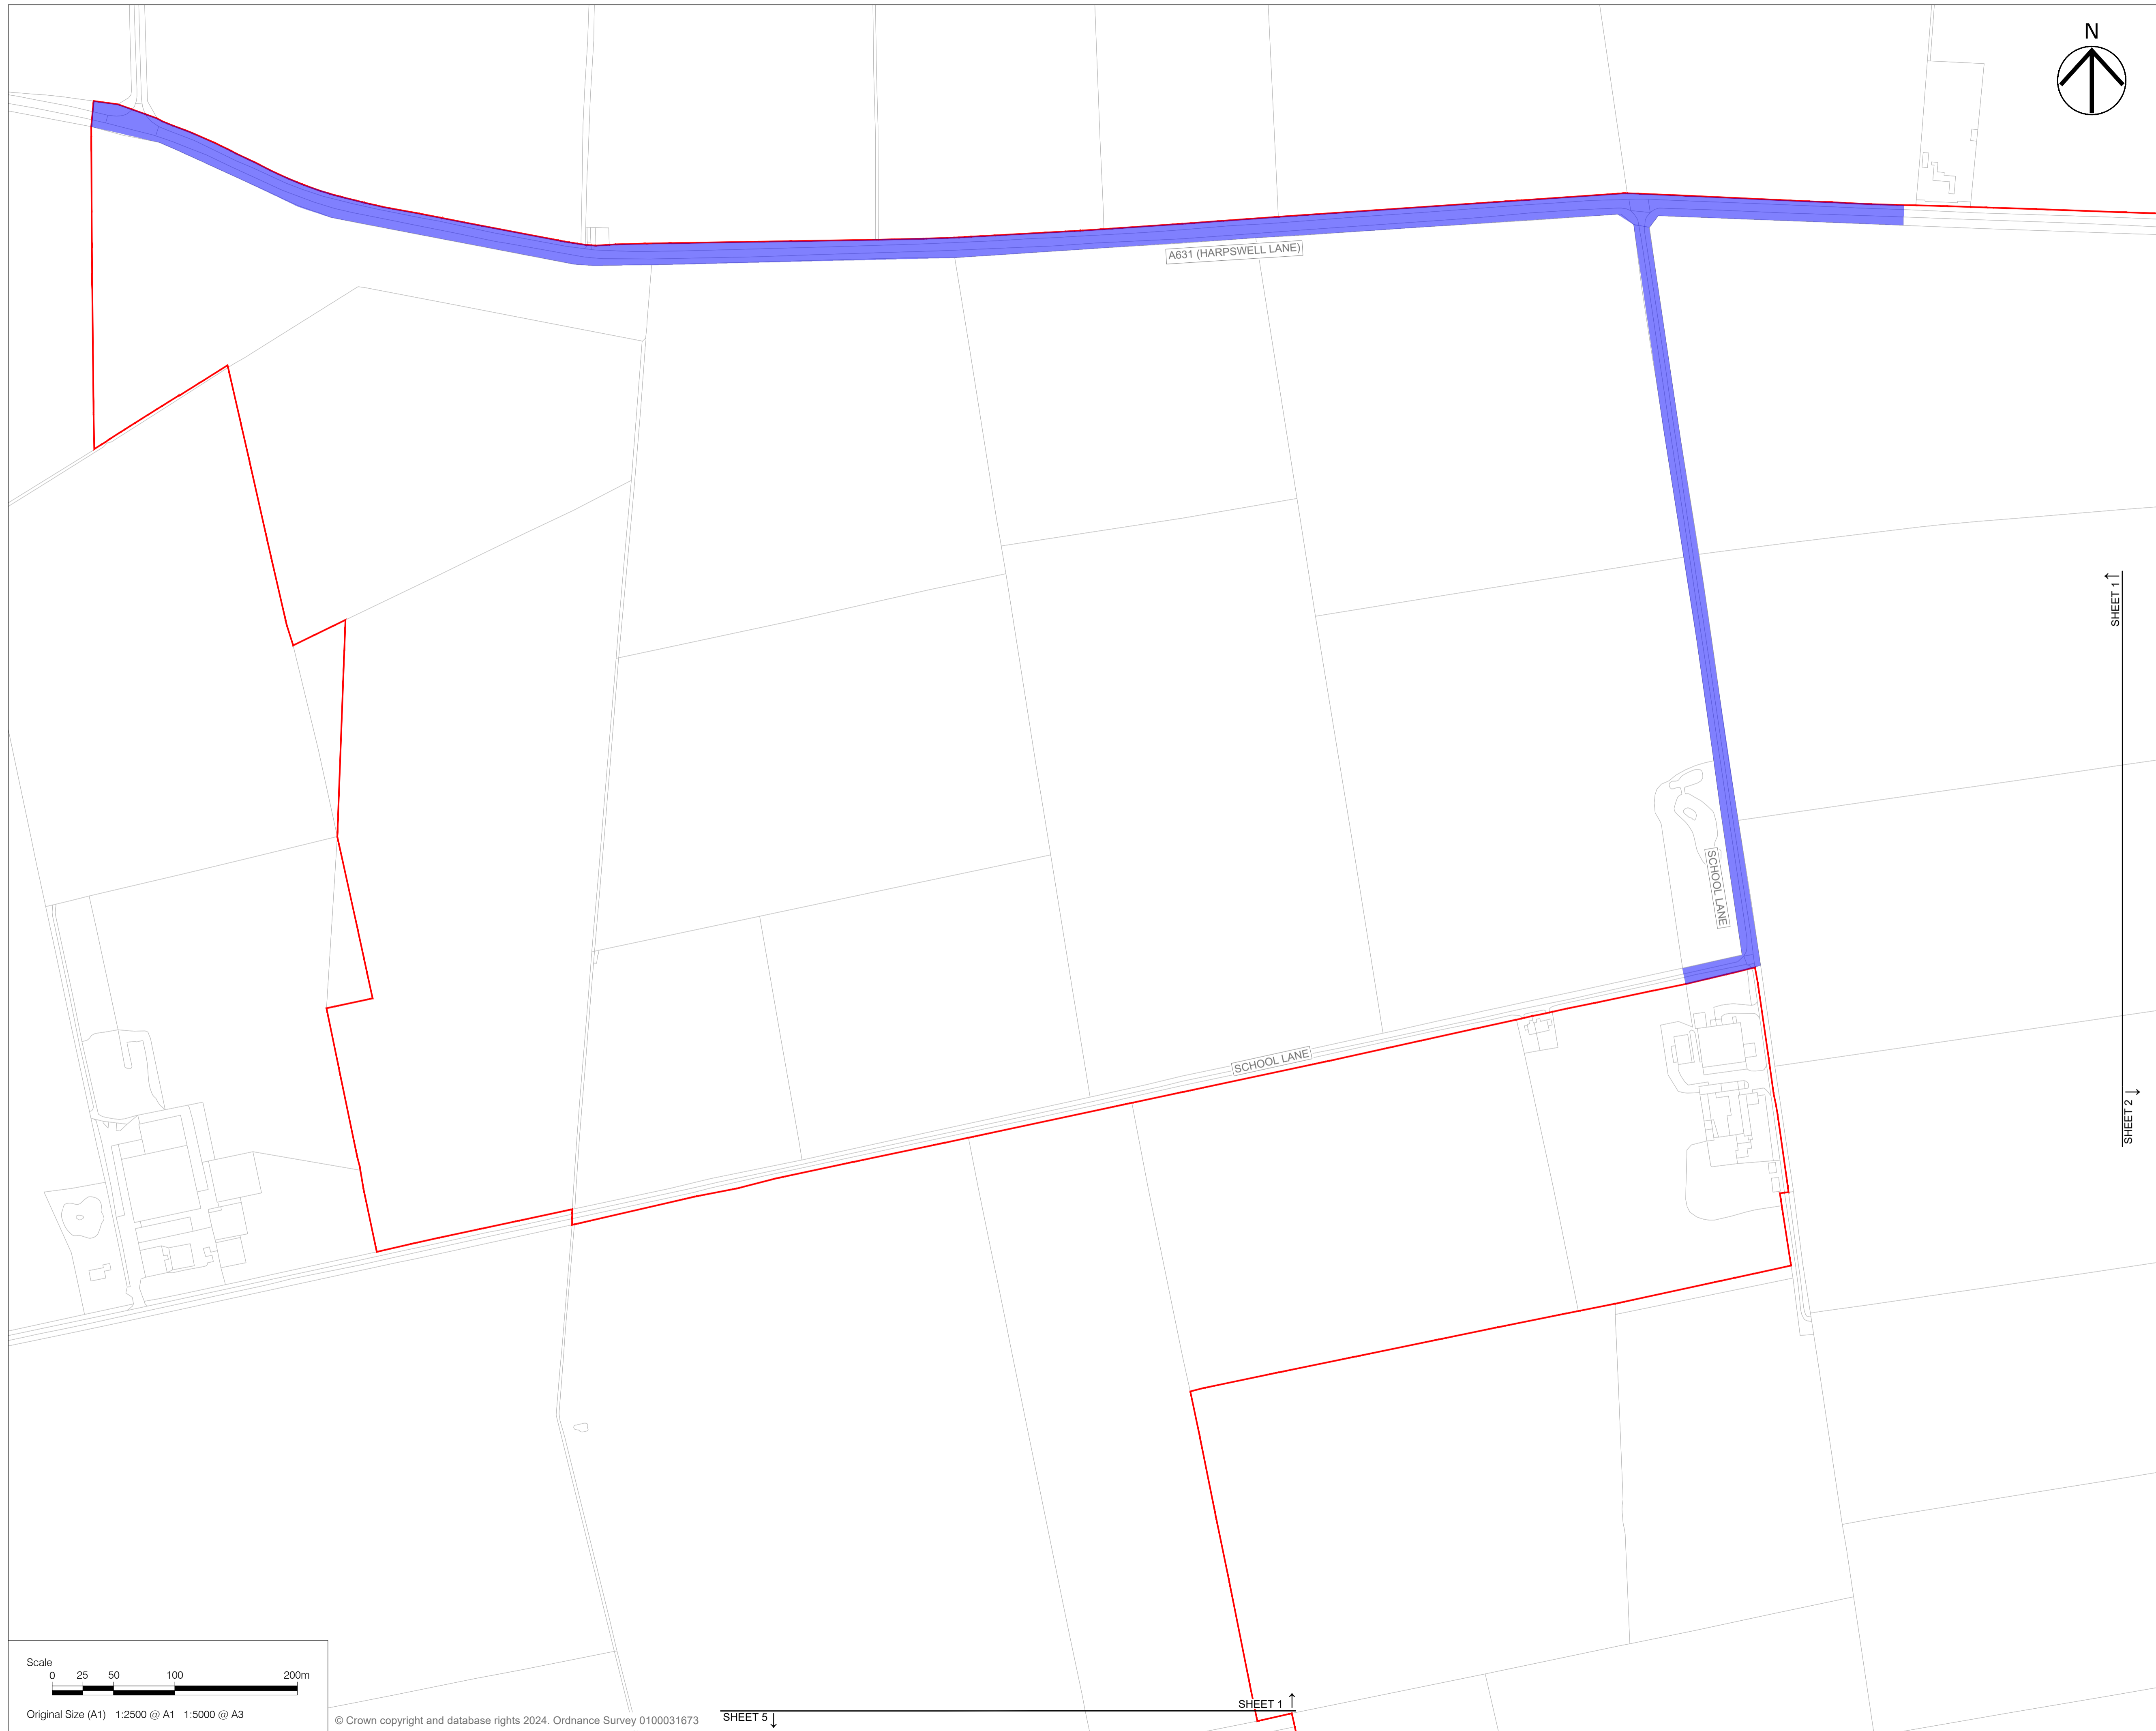 N
A631 (HARPSWELL LANE)
SHEET 1 ↑
SCHOOL LANE
SCHOOL LANE
SHEET 2 ↓
Scale
0 25 50 100 200m
Original Size (A1) 1:2500 @ A1 1:5000 @ A3
© Crown copyright and database rights 2024. Ordnance Survey 0100031673
SHEET 1 ↑
SHEET 5 ↓